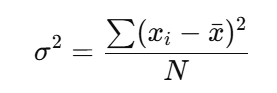 σ² = ∑(xᵢ − x̄)² / N